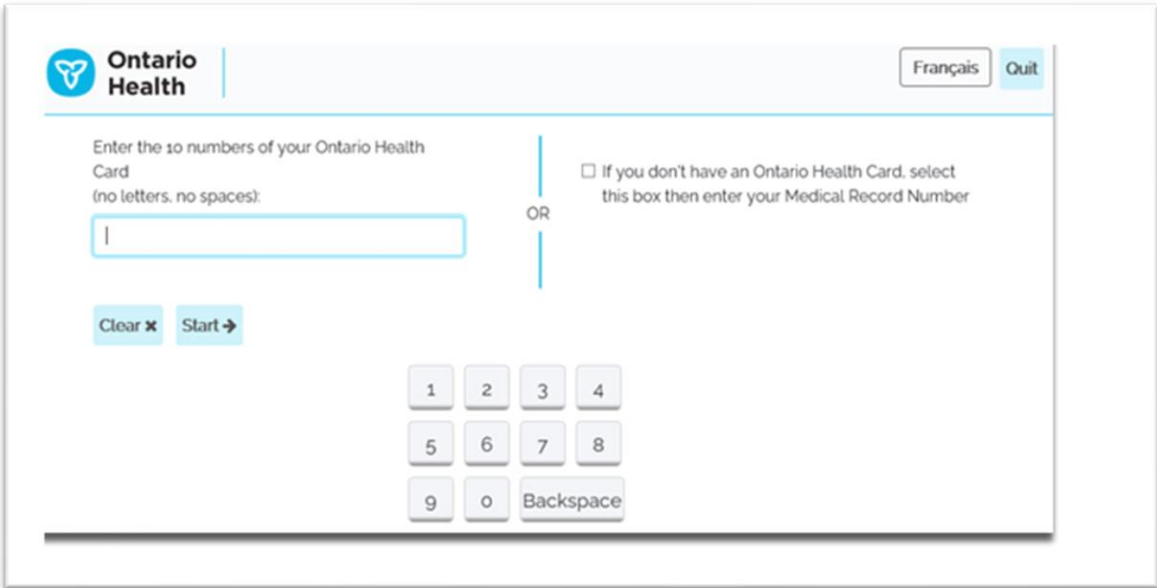 Ontario
Health
Français
Quit
Enter the 10 numbers of your Ontario Health
Card
(no letters, no spaces):
OR
If you don't have an Ontario Health Card, select
this box then enter your Medical Record Number
Clear ✖
Start →
1 2 3 4
5 6 7 8
9 0 Backspace